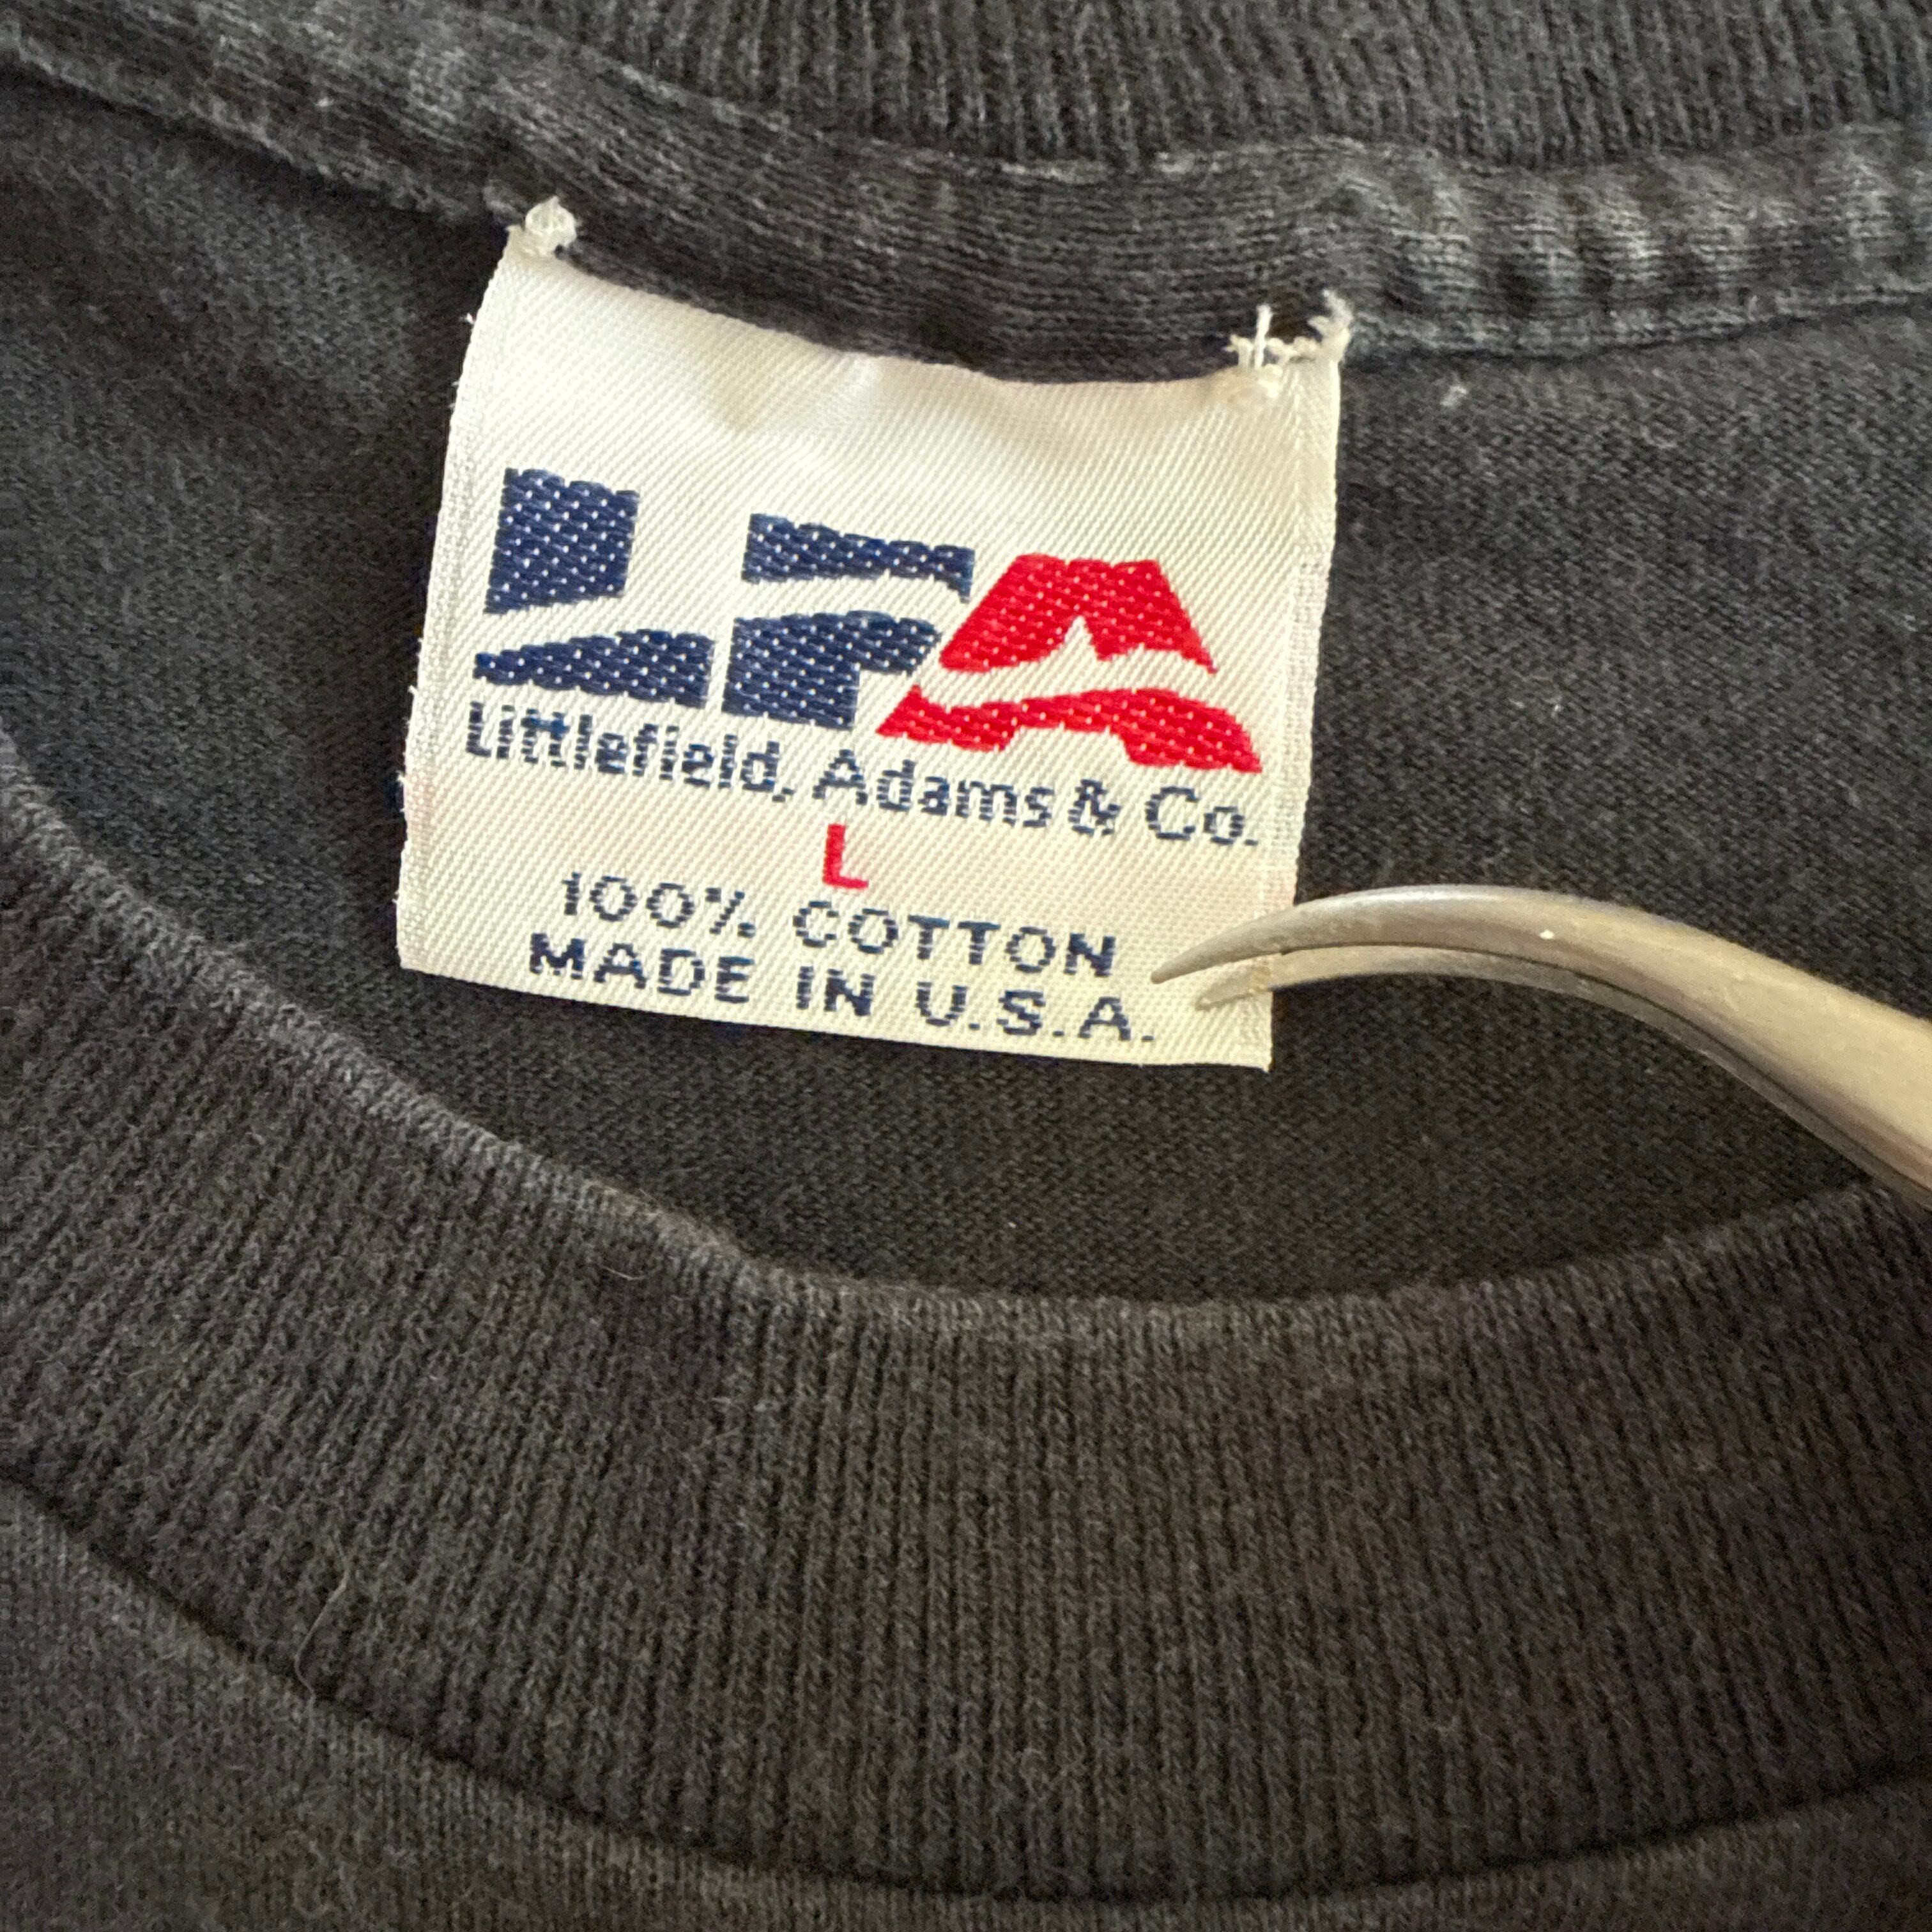 LFA
Littlefield, Adams & Co.
L
100% COTTON
MADE IN U.S.A.